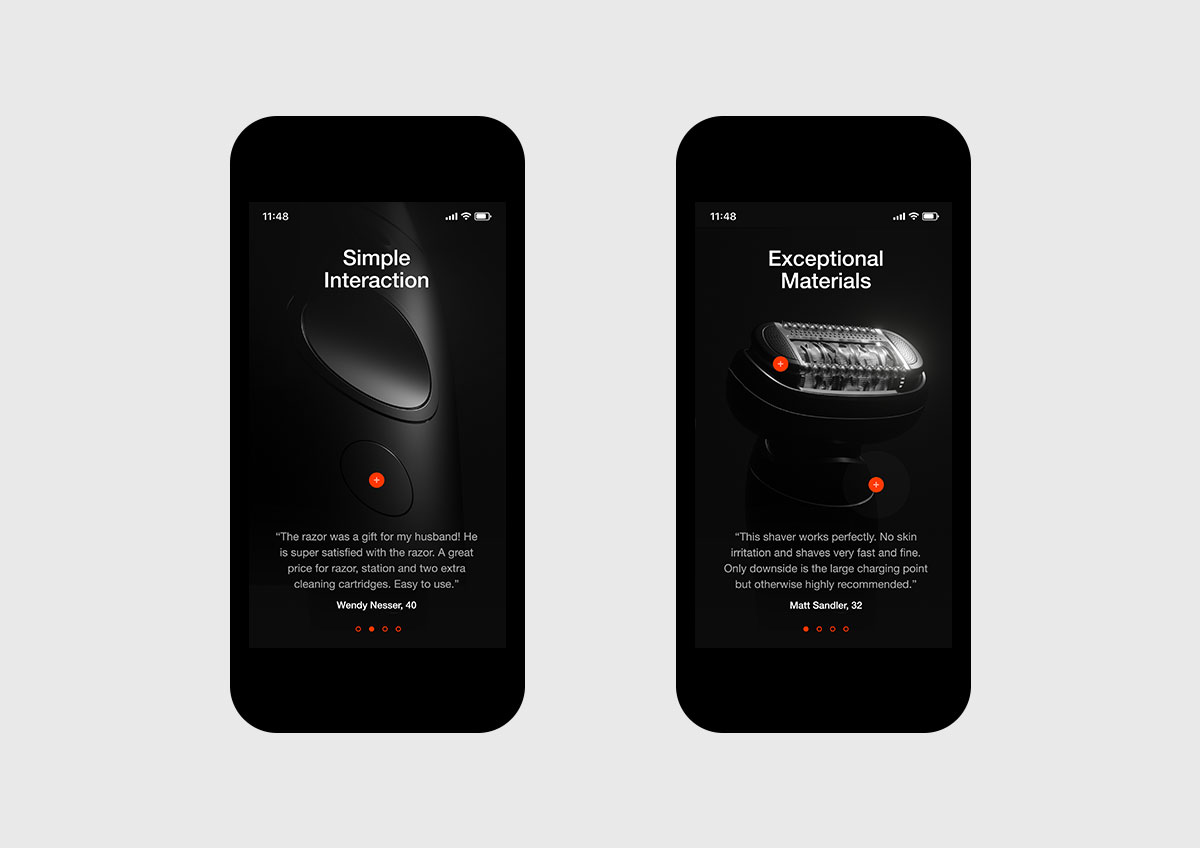 11:48
Simple
Interaction
“The razor was a gift for my husband! He
is super satisfied with the razor. A great
price for razor, station and two extra
cleaning cartridges. Easy to use.”
Wendy Nesser, 40
11:48
Exceptional
Materials
“This shaver works perfectly. No skin
irritation and shaves very fast and fine.
Only downside is the large charging point
but otherwise highly recommended.”
Matt Sandler, 32